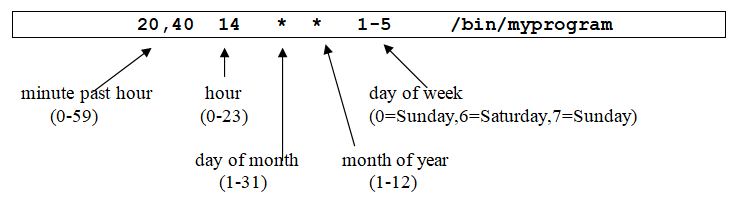 20,40 14 * * 1-5 /bin/myprogram
minute past hour
(0-59)
hour
(0-23)
day of week
(0=Sunday,6=Saturday,7=Sunday)
day of month
(1-31)
month of year
(1-12)